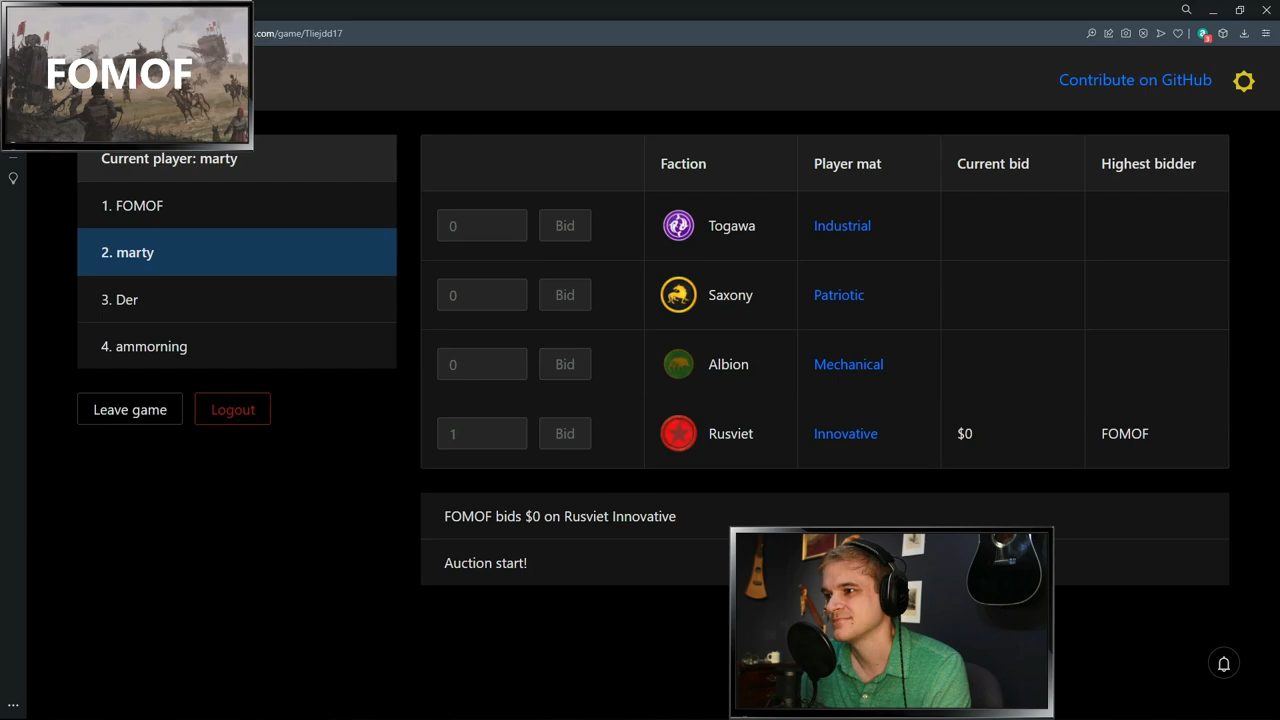 FOMOF
.com/game/Tliejdd17
3
Contribute on GitHub
Current player: marty
1. FOMOF
2. marty
3. Der
4. ammorning
Leave game
Logout
Faction
Player mat
Current bid
Highest bidder
0
Bid
Togawa
Industrial
0
Bid
Saxony
Patriotic
0
Bid
Albion
Mechanical
1
Bid
Rusviet
Innovative
$0
FOMOF
FOMOF bids $0 on Rusviet Innovative
Auction start!